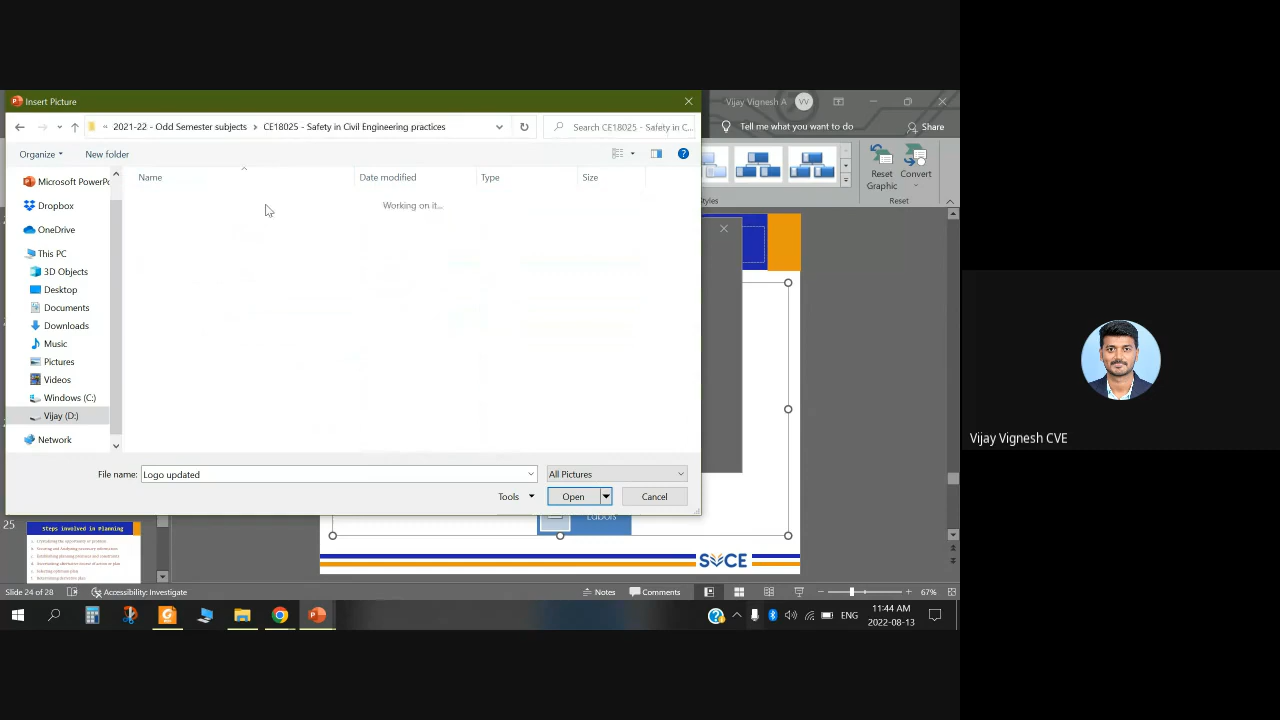 Insert Picture
Vijay Vignesh A
VV
2021-22 - Odd Semester subjects
CE18025 - Safety in Civil Engineering practices
Search CE18025 - Safety in C...
Tell me what you want to do
Share
Organize
New folder
Name
Date modified
Type
Size
Working on it...
Microsoft PowerPo
Dropbox
OneDrive
This PC
3D Objects
Desktop
Documents
Downloads
Music
Pictures
Videos
Windows (C:)
Vijay (D:)
Network
Reset
Graphic
Convert
Reset
File name:
Logo updated
All Pictures
Tools
Open
Cancel
Labors
SVCE
25
Steps involved in Planning
Slide 24 of 28
Accessibility: Investigate
Notes
Comments
67%
ENG
11:44 AM
2022-08-13
Vijay Vignesh CVE